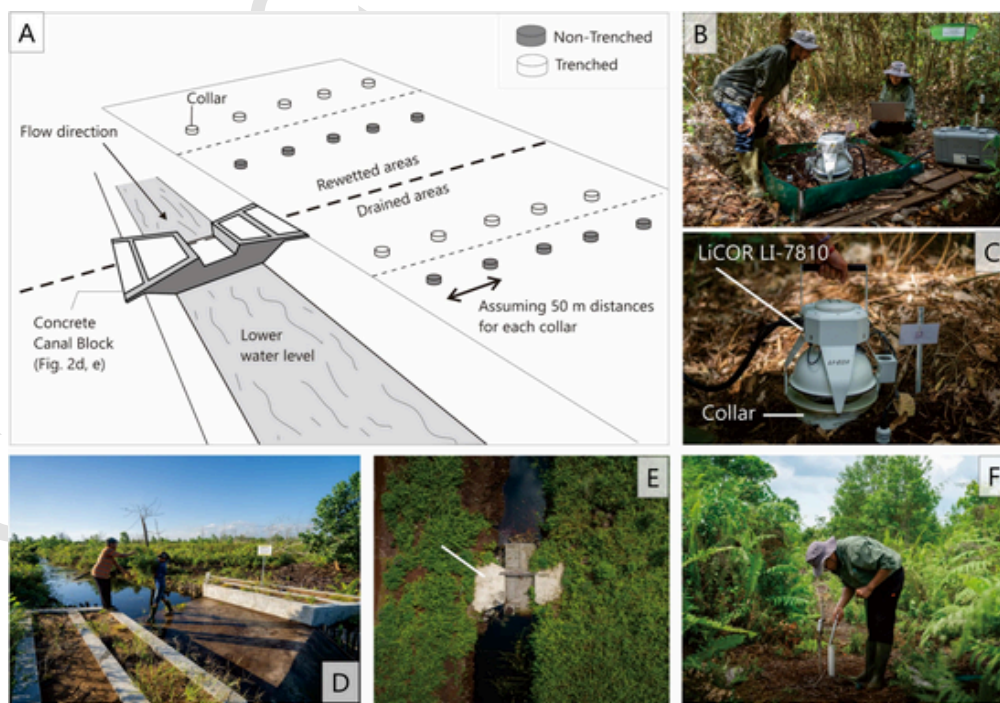 A
Non-Trenched
Trenched
Collar
Flow direction
Rewetted areas
Drained areas
Assuming 50 m distances
for each collar
Concrete
Canal Block
(Fig. 2d, e)
Lower
water level
B
LiCOR LI-7810
C
Collar
D
E
F